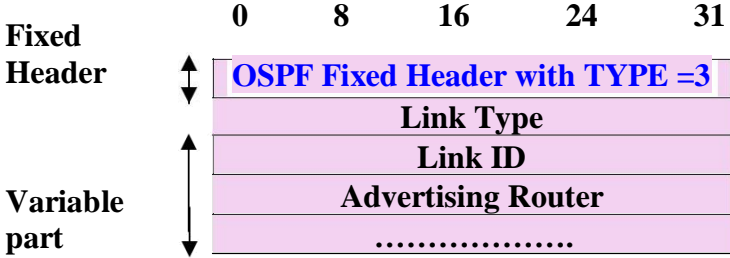 0 8 16 24 31
Fixed
Header
OSPF Fixed Header with TYPE =3
Link Type
Link ID
Advertising Router
Variable
part
……………….